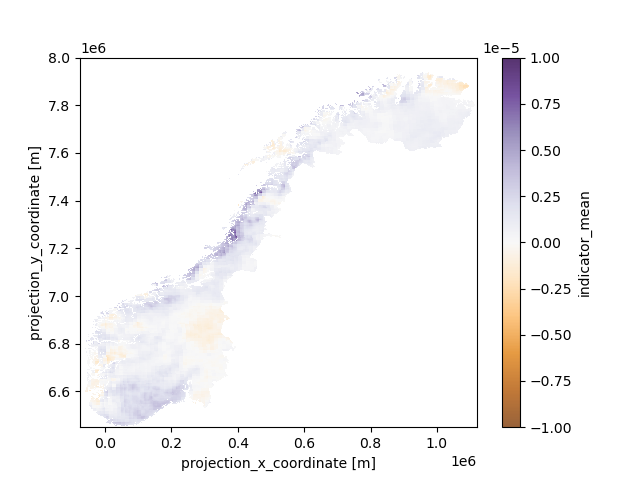 1e6
8.0
7.8
7.6
7.4
7.2
7.0
6.8
6.6
projection_y_coordinate [m]
0.0 0.2 0.4 0.6 0.8 1.0
projection_x_coordinate [m]
1e6
1e−5
1.00
0.75
0.50
0.25
0.00
−0.25
−0.50
−0.75
−1.00
indicator_mean